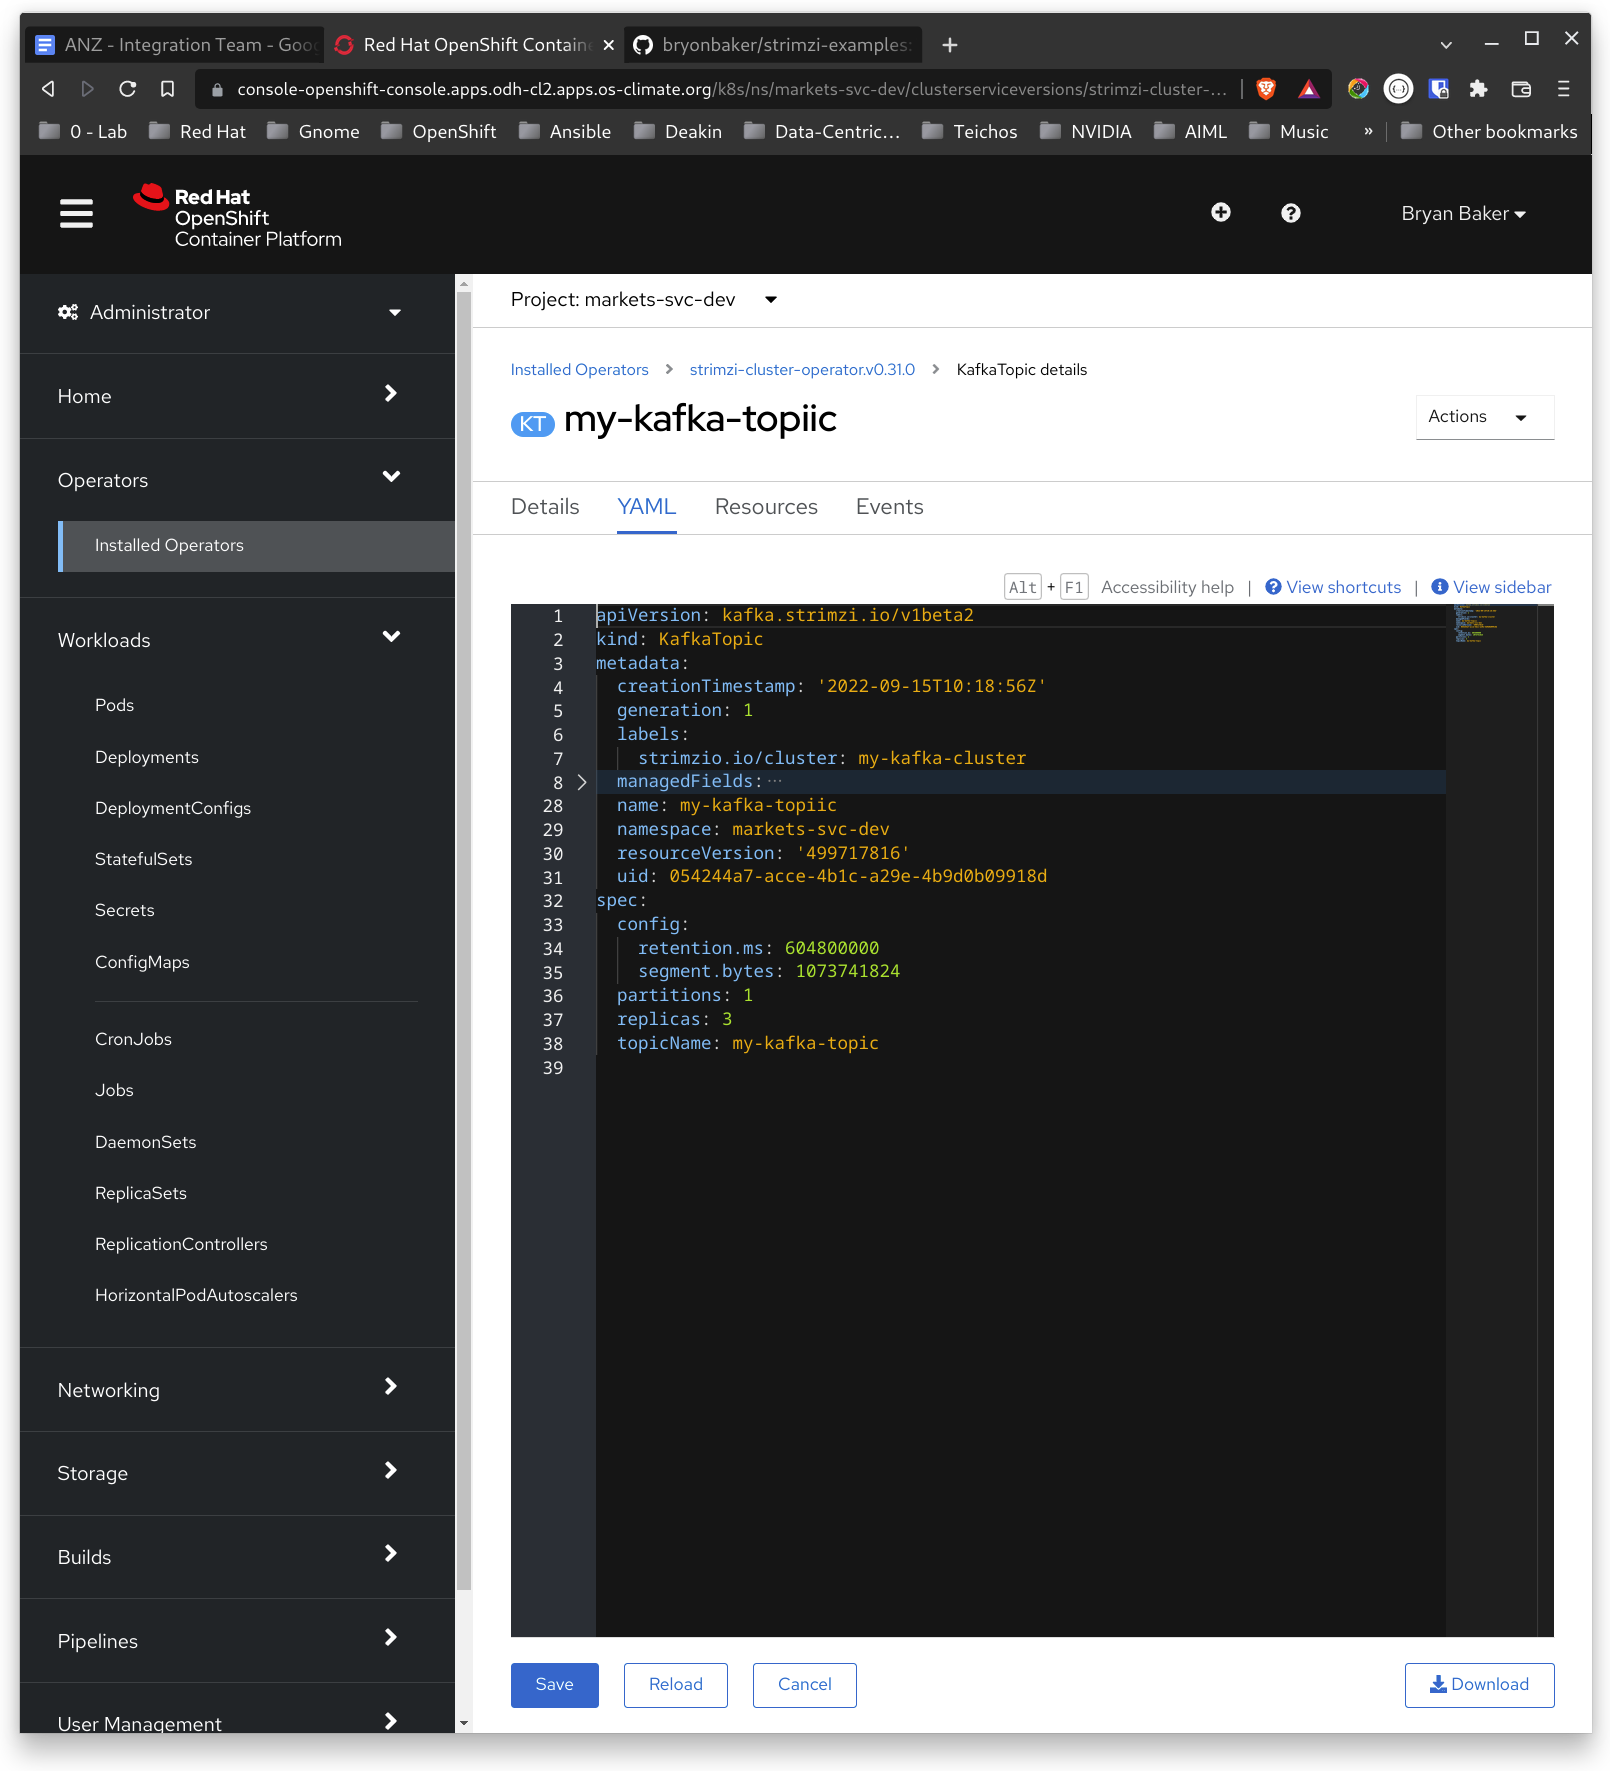 ANZ - Integration Team - Goo
Red Hat OpenShift Containe
bryonbaker/strimzi-examples:
console-openshift-console.apps.odh-cl2.apps.os-climate.org/k8s/ns/markets-svc-dev/clusterserviceversions/strimzi-cluster-...
0 - Lab
Red Hat
Gnome
OpenShift
Ansible
Deakin
Data-Centric...
Teichos
NVIDIA
AIML
Music
»
Other bookmarks
Red Hat
OpenShift
Container Platform
Bryan Baker
Administrator
Home
Operators
Installed Operators
Workloads
Pods
Deployments
DeploymentConfigs
StatefulSets
Secrets
ConfigMaps
CronJobs
Jobs
DaemonSets
ReplicaSets
ReplicationControllers
HorizontalPodAutoscalers
Networking
Storage
Builds
Pipelines
User Management
Project: markets-svc-dev
Installed Operators > strimzi-cluster-operator.v0.31.0 > KafkaTopic details
KT my-kafka-topiic
Actions
Details YAML Resources Events
Alt + F1 Accessibility help | View shortcuts | View sidebar
1 apiVersion: kafka.strimzi.io/v1beta2
2 kind: KafkaTopic
3 metadata:
4 creationTimestamp: '2022-09-15T10:18:56Z'
5 generation: 1
6 labels:
7 strimzio.io/cluster: my-kafka-cluster
8 managedFields: ...
28 name: my-kafka-topiic
29 namespace: markets-svc-dev
30 resourceVersion: '499717816'
31 uid: 054244a7-acce-4b1c-a29e-4b9d0b09918d
32 spec:
33 config:
34 retention.ms: 604800000
35 segment.bytes: 1073741824
36 partitions: 1
37 replicas: 3
38 topicName: my-kafka-topic
39
Save Reload Cancel Download